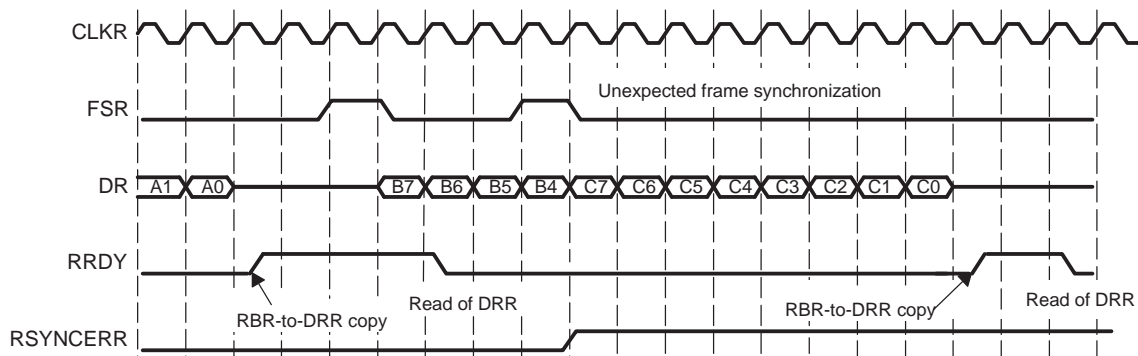 CLKR
FSR
Unexpected frame synchronization
DR A1 A0 B7 B6 B5 B4 C7 C6 C5 C4 C3 C2 C1 C0
RRDY
RBR-to-DRR copy
Read of DRR
RBR-to-DRR copy
Read of DRR
RSYNCERR